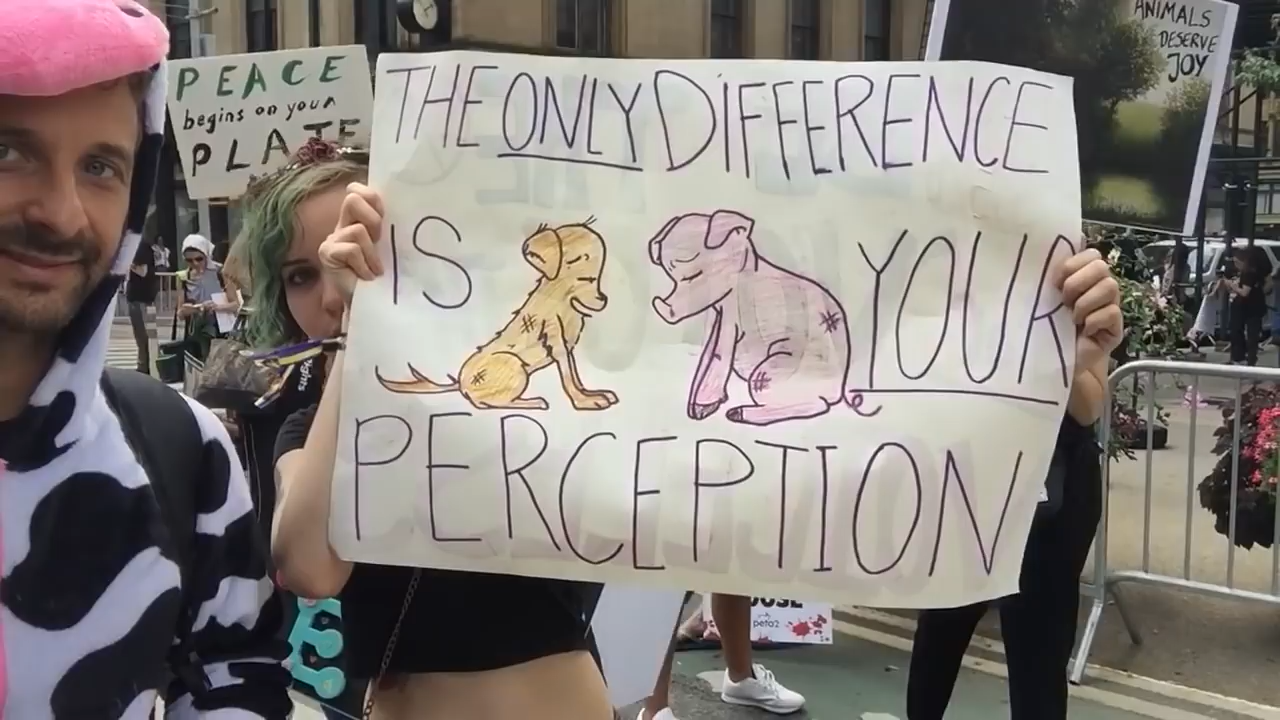 PEACE
begins on your
PLATE
THE ONLY DIFFERENCE
IS YOUR
PERCEPTION
ANIMALS
DESERVE
JOY
peta2